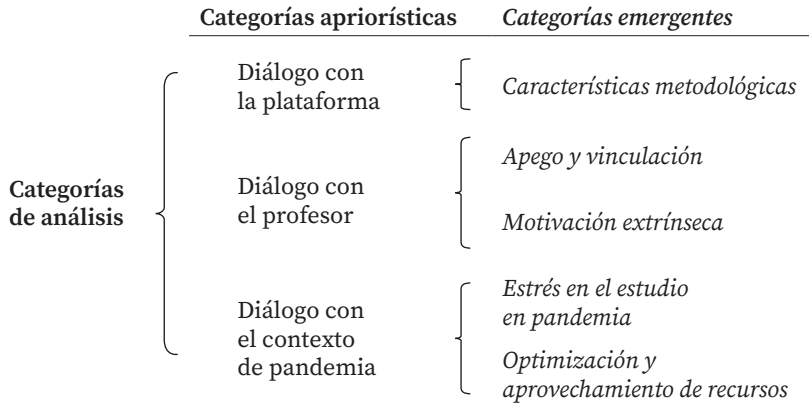 Categorías apriorísticas
Categorías emergentes
Categorías
de análisis
Diálogo con
la plataforma
Características metodológicas
Diálogo con
el profesor
Apego y vinculación
Motivación extrínseca
Diálogo con
el contexto
de pandemia
Estrés en el estudio
en pandemia
Optimización y
aprovechamiento de recursos